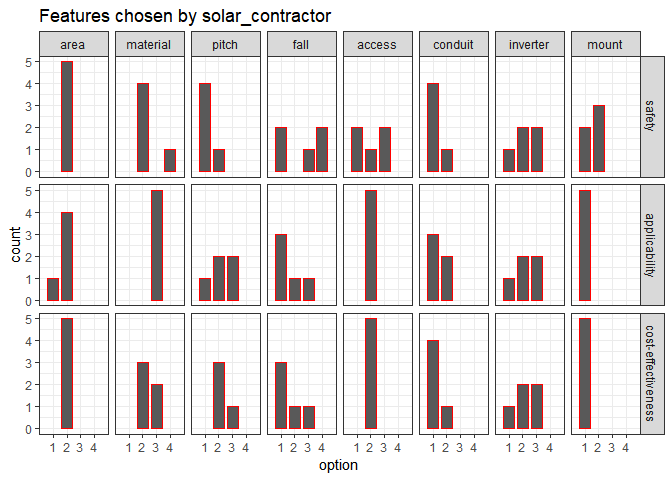 Features chosen by solar_contractor
area material pitch fall access conduit inverter mount
5
4
3
2
1
0
safety
5
4
3
2
1
0
applicability
5
4
3
2
1
0
cost-effectiveness
count
1 2 3 4 1 2 3 4 1 2 3 4 1 2 3 4 1 2 3 4 1 2 3 4 1 2 3 4 1 2 3 4
option